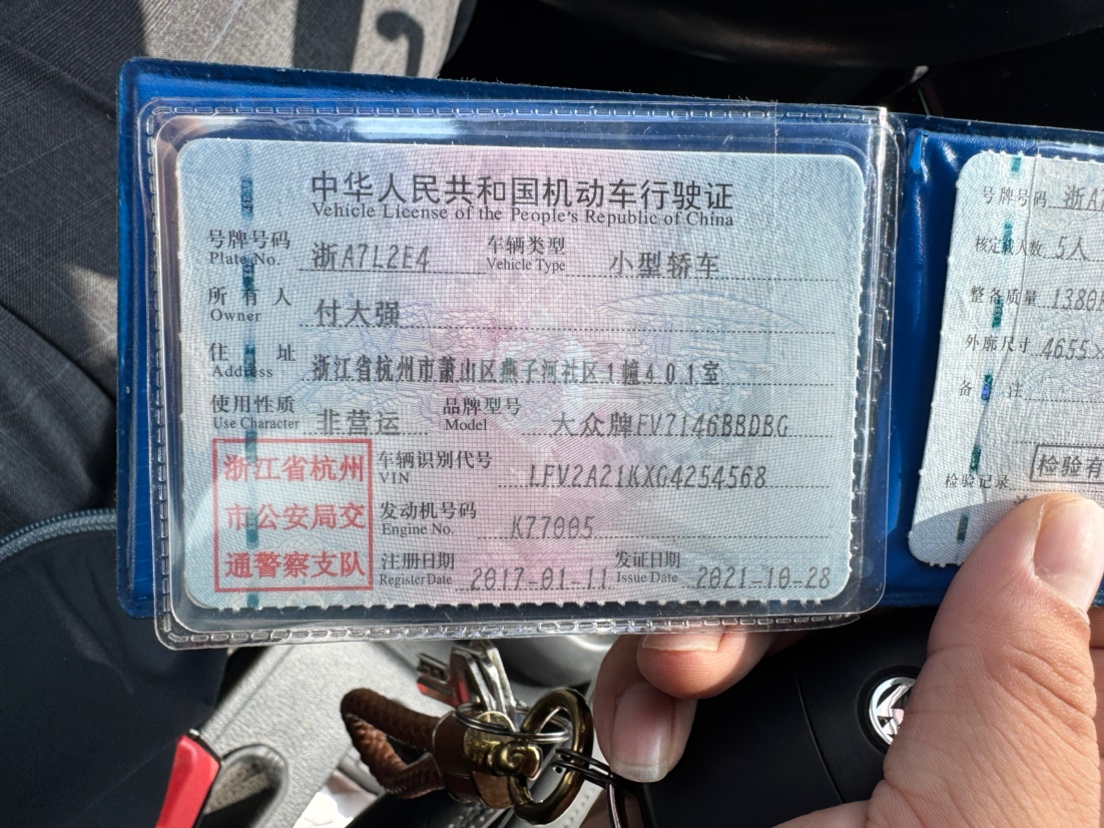 中华人民共和国机动车行驶证
Vehicle License of the People's Republic of China
号牌号码 浙A7L2E4 车辆类型 小型轿车
Plate No. Vehicle Type
所有人 付大强
Owner
住址 浙江省杭州市萧山区燕子河社区1幢401室
Address
使用性质 非营运 品牌型号 大众牌FV7146BBDBG
Use Character Model
浙江省杭州
市公安局交
通警察支队
车辆识别代号 LFV2A21KXG4254568
VIN
发动机号码 K77005
Engine No.
注册日期 2017-01-11 发证日期 2021-10-28
Register Date Issue Date
号牌号码 浙A7
核定载人数 5人
整备质量 1380
外廓尺寸 4655×
备注
检验有
检验记录